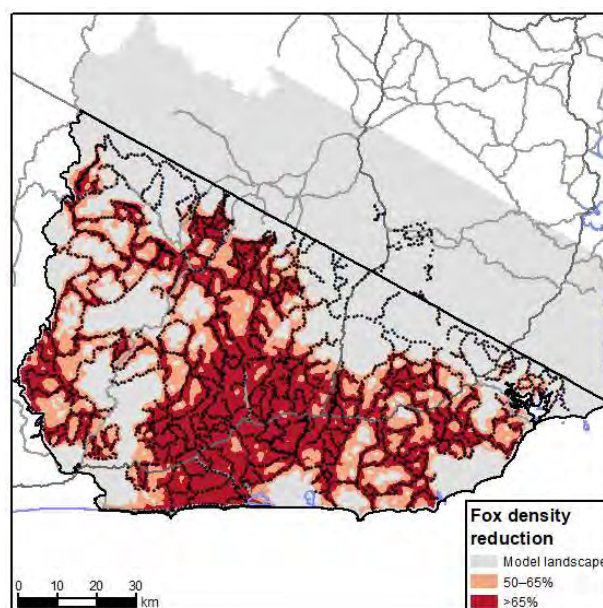 Fox density
reduction
Model landscape
50–65%
>65%
0 10 20 30
km